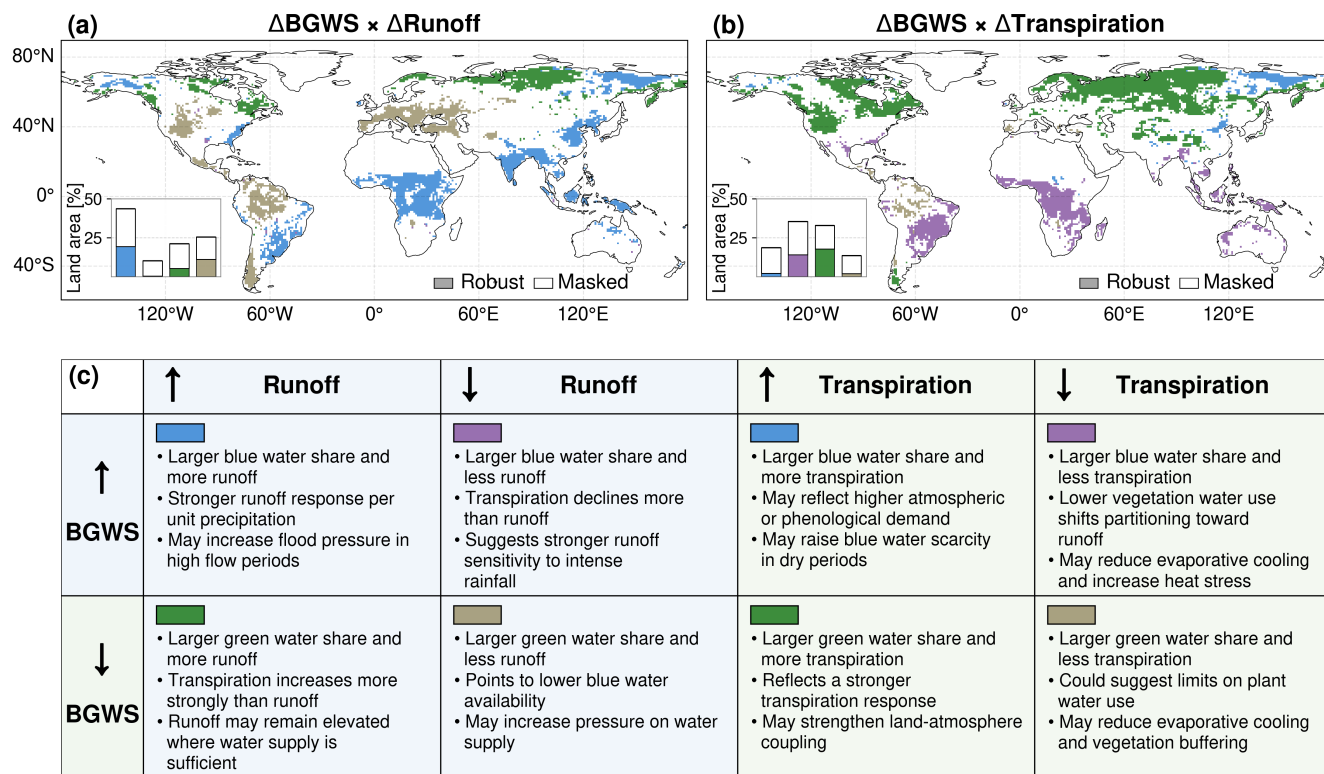 (a)
ΔBGWS × ΔRunoff
(b)
ΔBGWS × ΔTranspiration
80°N
40°N
0°
40°S
Land area [%]
50
25
Robust
Masked
120°W
60°W
0°
60°E
120°E
Land area [%]
50
25
Robust
Masked
120°W
60°W
0°
60°E
120°E
(c)
↑ Runoff
↓ Runoff
↑ Transpiration
↓ Transpiration
↑
BGWS
• Larger blue water share and
more runoff
• Stronger runoff response per
unit precipitation
• May increase flood pressure in
high flow periods
• Larger blue water share and
less runoff
• Transpiration declines more
than runoff
• Suggests stronger runoff
sensitivity to intense
rainfall
• Larger blue water share and
more transpiration
• May reflect higher atmospheric
or phenological demand
• May raise blue water scarcity
in dry periods
• Larger blue water share and
less transpiration
• Lower vegetation water use
shifts partitioning toward
runoff
• May reduce evaporative cooling
and increase heat stress
↓
BGWS
• Larger green water share and
more runoff
• Transpiration increases more
strongly than runoff
• Runoff may remain elevated
where water supply is
sufficient
• Larger green water share and
less runoff
• Points to lower blue water
availability
• May increase pressure on water
supply
• Larger green water share and
more transpiration
• Reflects a stronger
transpiration response
• May strengthen land-atmosphere
coupling
• Larger green water share and
less transpiration
• Could suggest limits on plant
water use
• May reduce evaporative cooling
and vegetation buffering